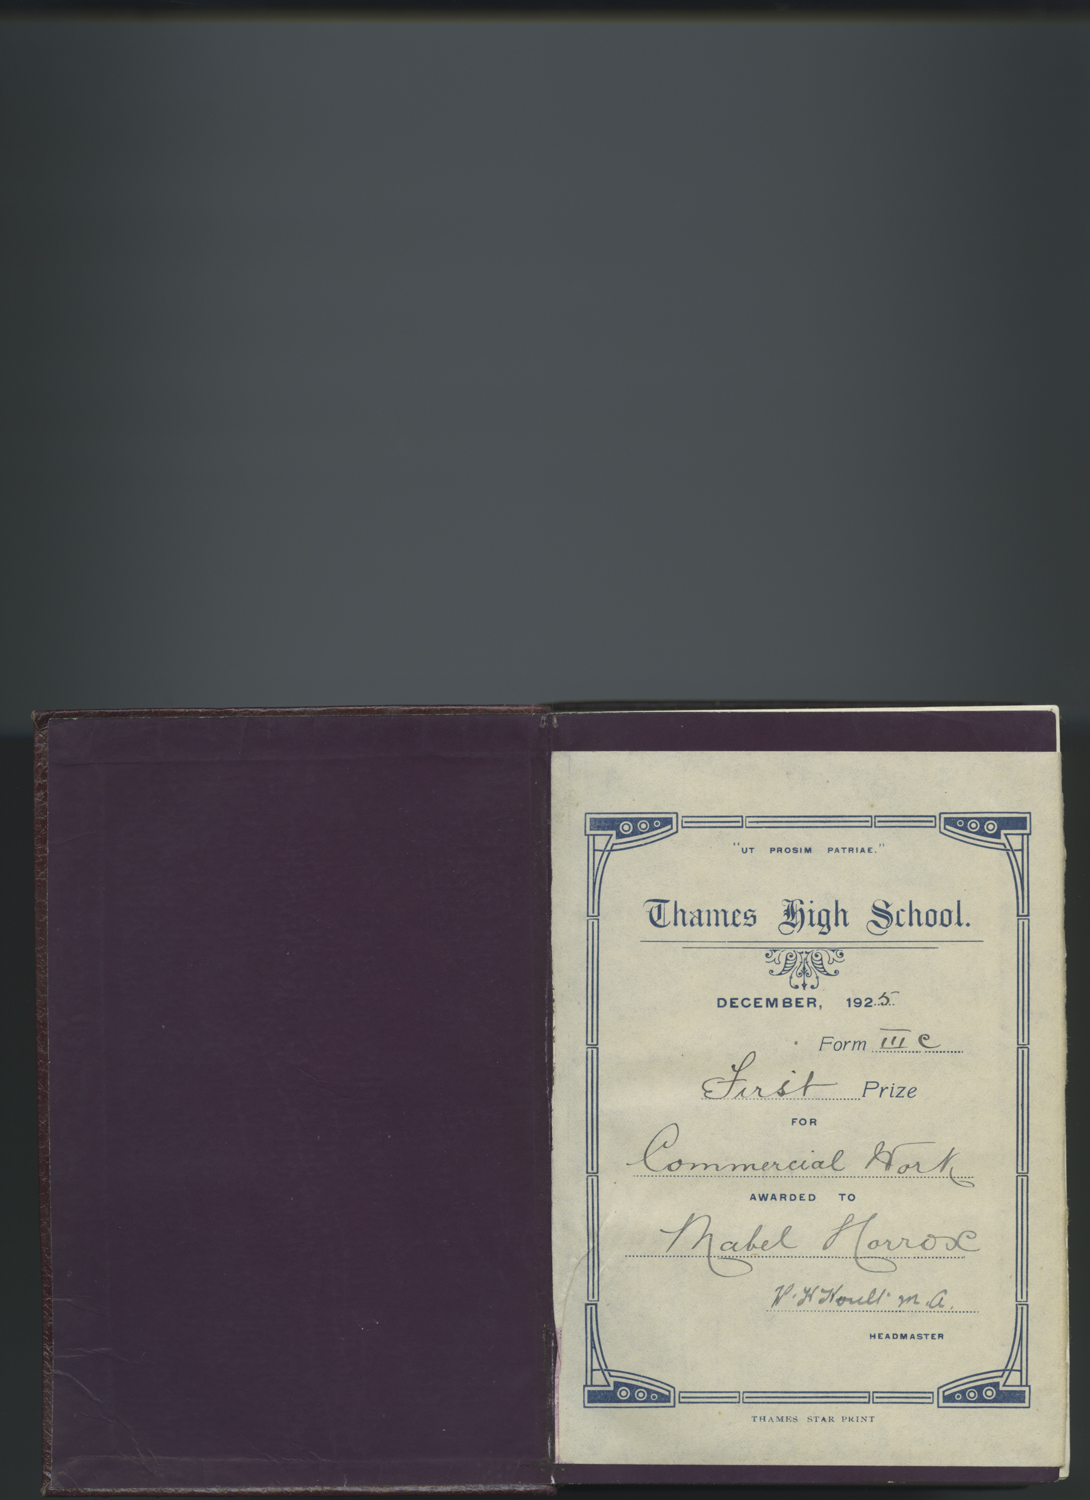 "UT PROSIM PATRIAE."
Thames High School.
DECEMBER, 1925
Form III C
First Prize
FOR
Commercial Work
AWARDED TO
Mabel Horrox
M.A.
HEADMASTER
THAMES STAR PRINT